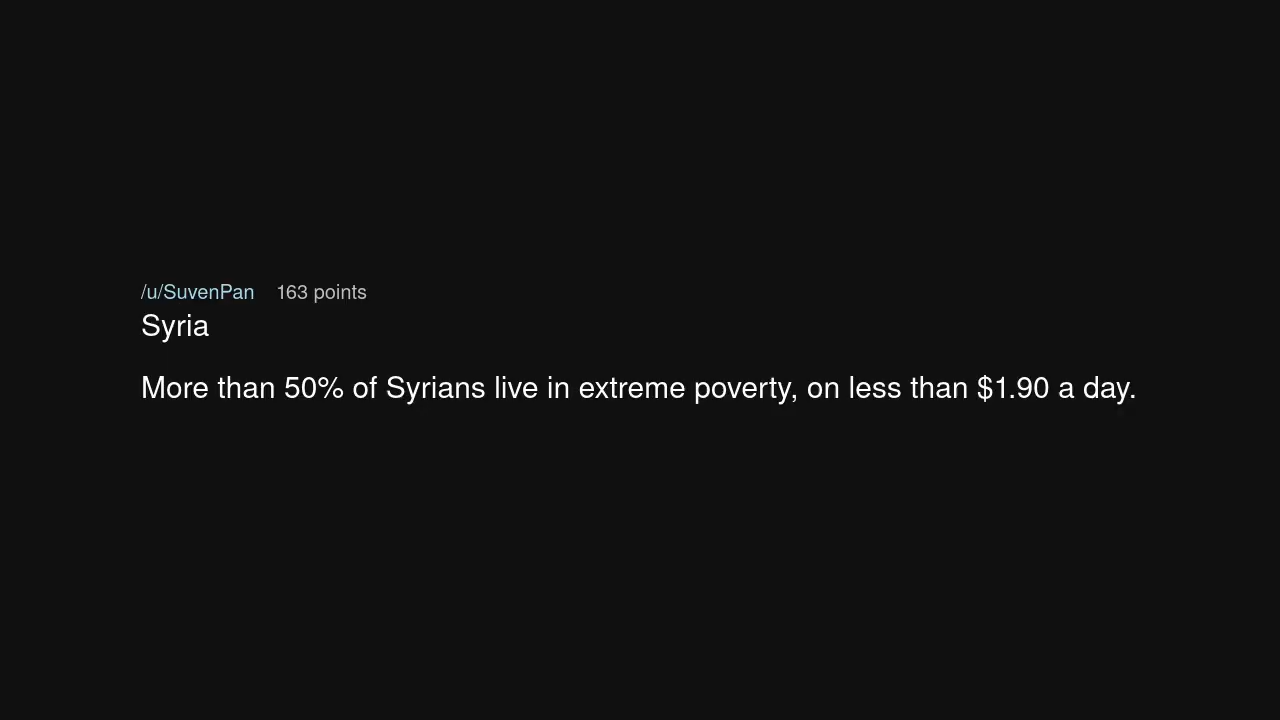 /u/SuvenPan 163 points
Syria
More than 50% of Syrians live in extreme poverty, on less than $1.90 a day.